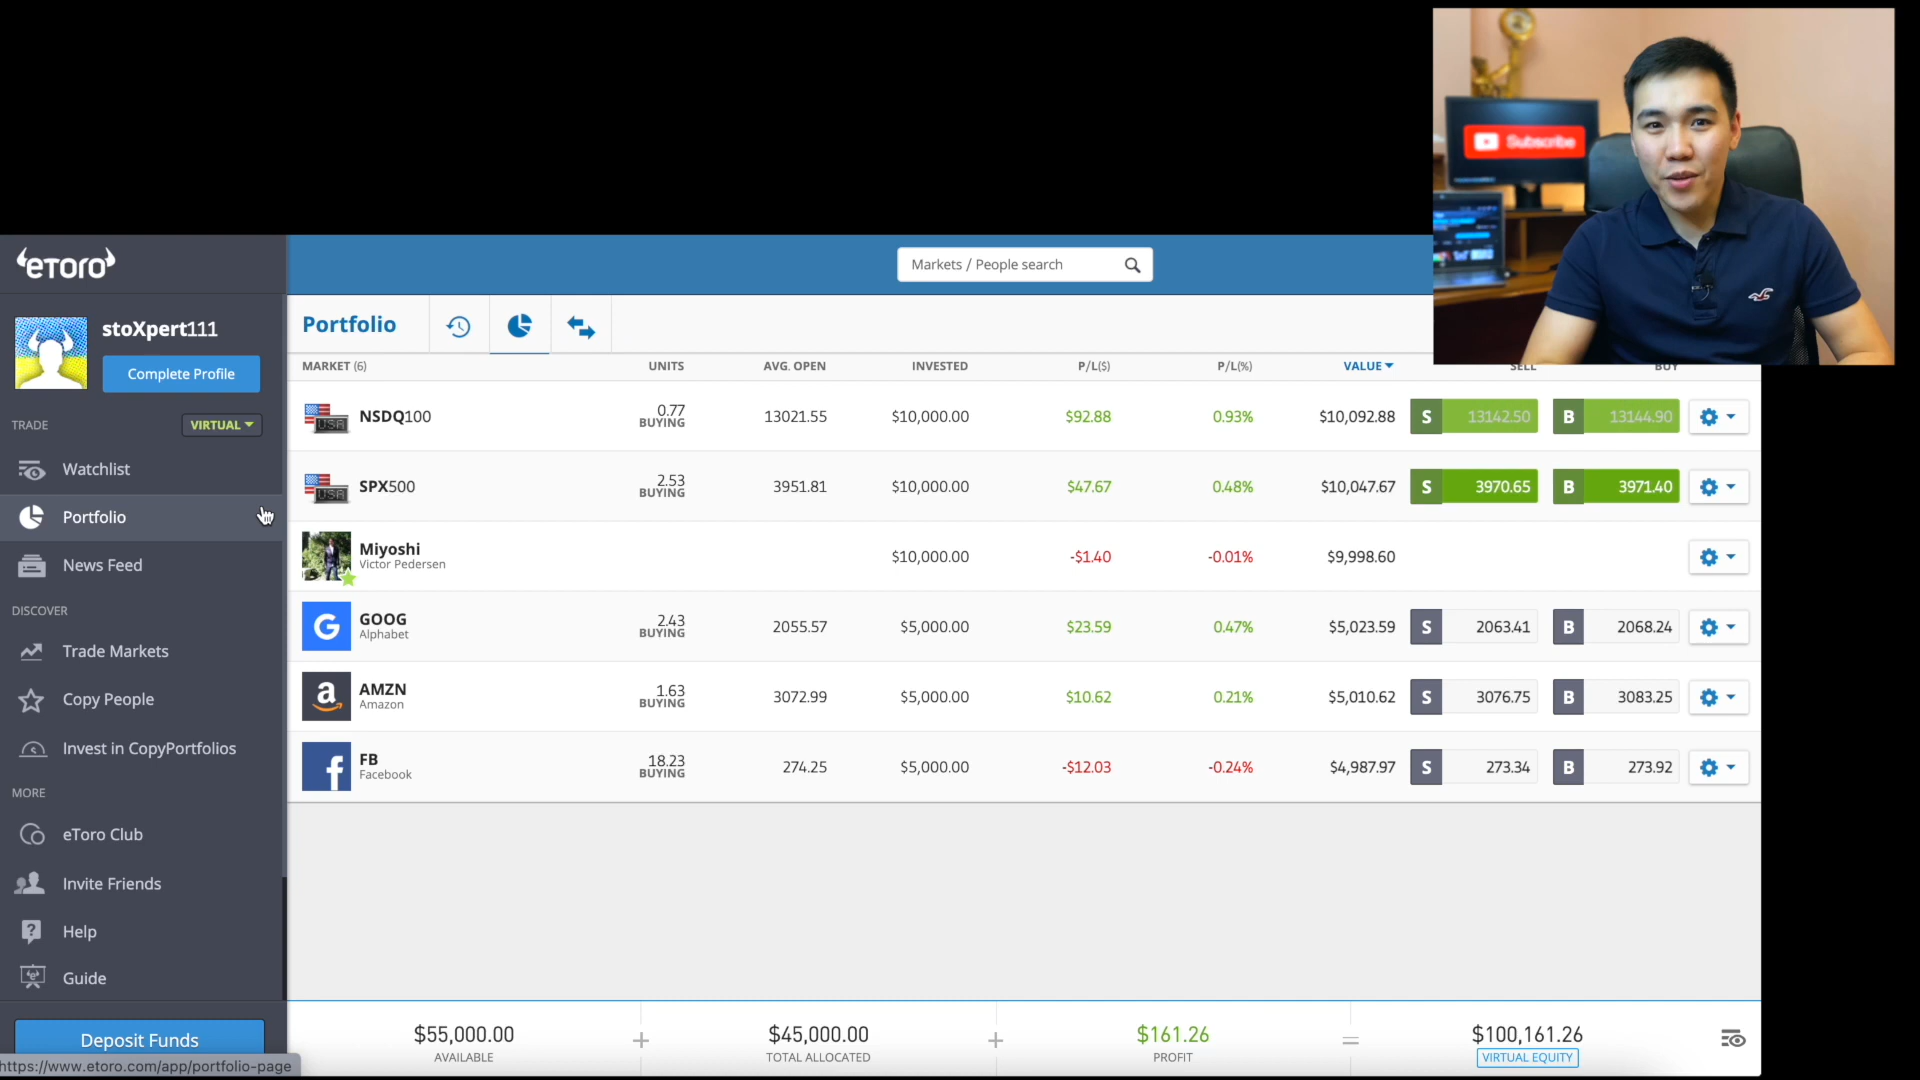 Subscribe
eToro
Markets / People search
stoXpert111
Complete Profile
TRADE
VIRTUAL
Watchlist
Portfolio
News Feed
DISCOVER
Trade Markets
Copy People
Invest in CopyPortfolios
MORE
eToro Club
Invite Friends
Help
Guide
Deposit Funds
https://www.etoro.com/app/portfolio-page
Portfolio
MARKET (6) UNITS AVG. OPEN INVESTED P/L($) P/L(%) VALUE SELL BUY
USA NSDQ100 0.77 BUYING 13021.55 $10,000.00 $92.88 0.93% $10,092.88 S 13142.50 B 13144.90
USA SPX500 2.53 BUYING 3951.81 $10,000.00 $47.67 0.48% $10,047.67 S 3970.65 B 3971.40
Miyoshi $10,000.00 -$1.40 -0.01% $9,998.60
Victor Pedersen
G GOOG 2.43 BUYING 2055.57 $5,000.00 $23.59 0.47% $5,023.59 S 2063.41 B 2068.24
Alphabet
a AMZN 1.63 BUYING 3072.99 $5,000.00 $10.62 0.21% $5,010.62 S 3076.75 B 3083.25
Amazon
f FB 18.23 BUYING 274.25 $5,000.00 -$12.03 -0.24% $4,987.97 S 273.34 B 273.92
Facebook
$55,000.00 + $45,000.00 + $161.26 = $100,161.26
AVAILABLE TOTAL ALLOCATED PROFIT VIRTUAL EQUITY